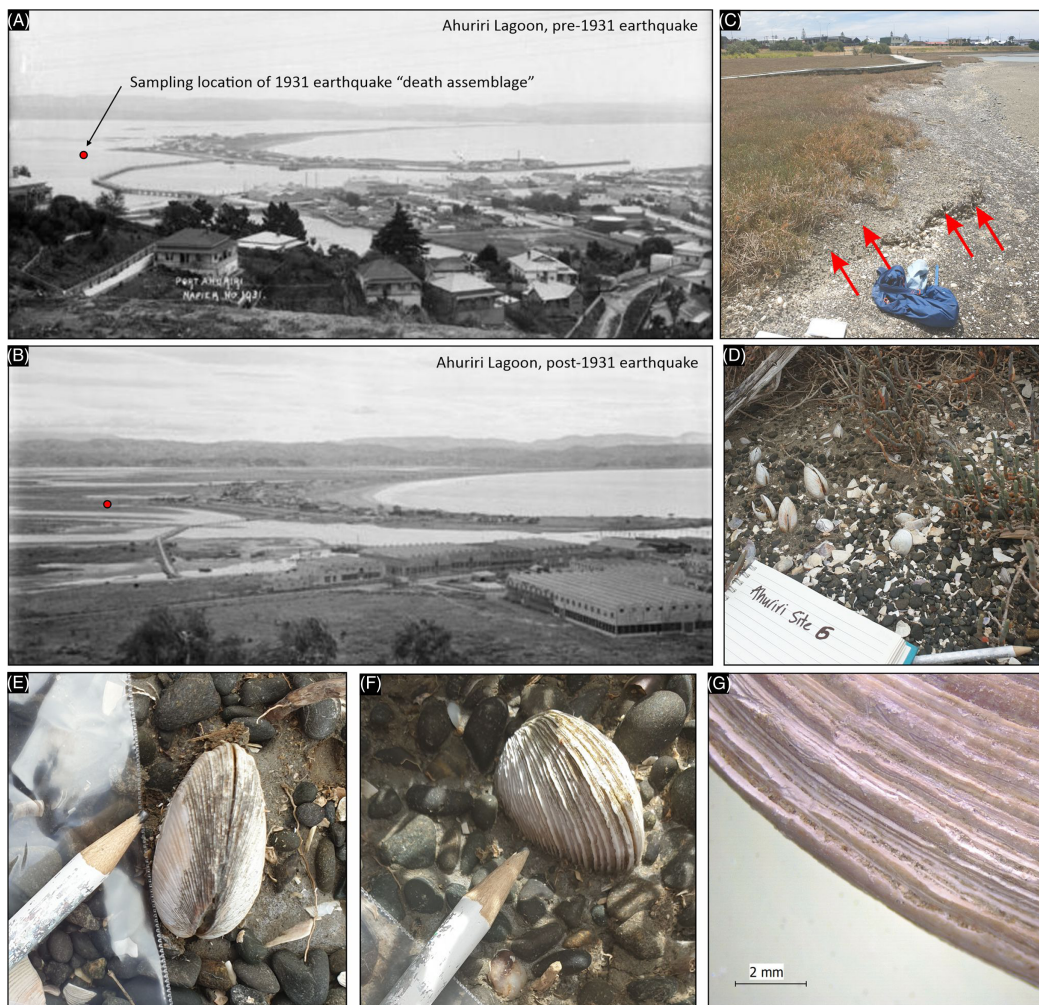 (A)
Ahuriri Lagoon, pre-1931 earthquake
Sampling location of 1931 earthquake “death assemblage”
PORT AHURIRI
NAPIER No 1031.
(B)
Ahuriri Lagoon, post-1931 earthquake
(C)
(D)
Ahuriri Site 6
(E)
(F)
(G)
2 mm